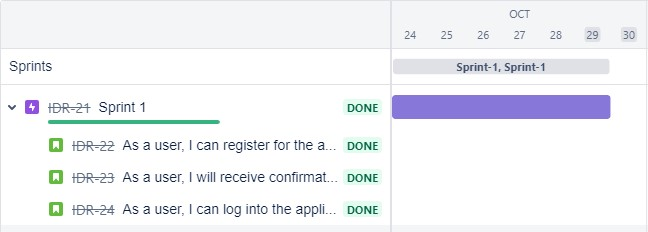 OCT
24 25 26 27 28 29 30
Sprints
Sprint-1, Sprint-1
IDR-21 Sprint 1 DONE
IDR-22 As a user, I can register for the a... DONE
IDR-23 As a user, I will receive confirmat... DONE
IDR-24 As a user, I can log into the appli... DONE